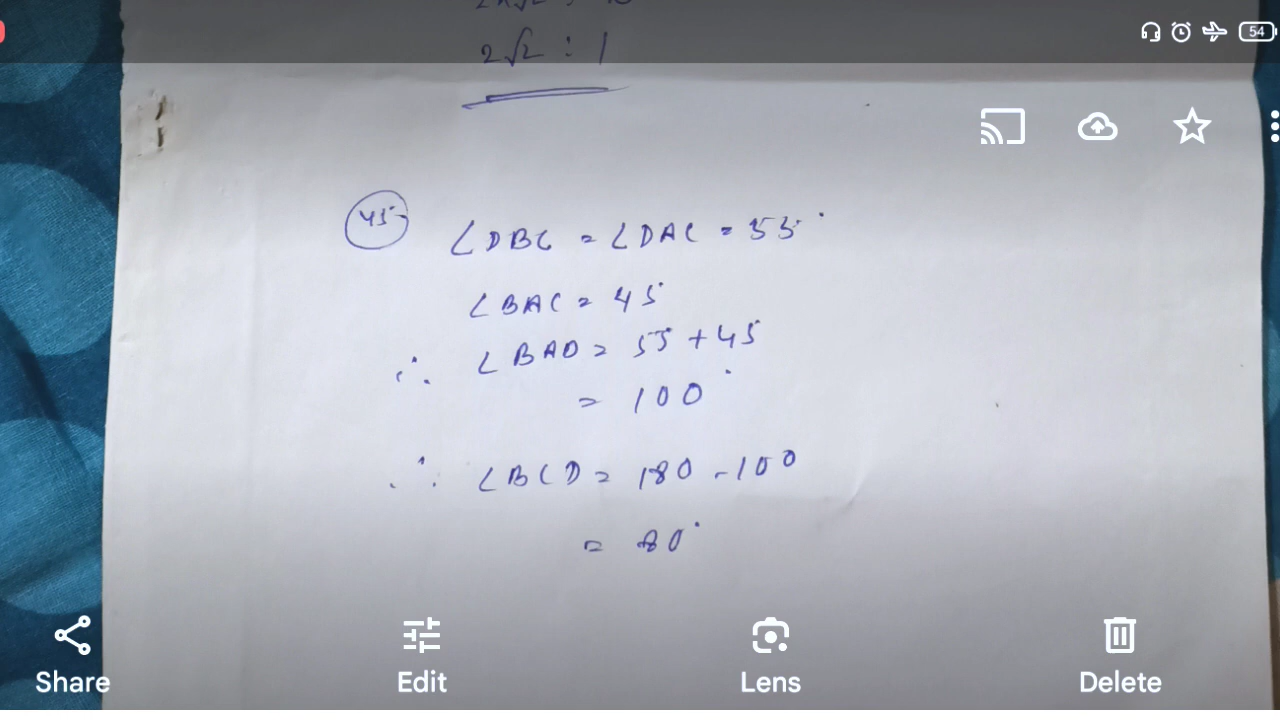 54
2√2 : 1
45
∠DBC = ∠DAC = 55°
∠BAC = 45°
∴ ∠BAD = 55 + 45
= 100°
∴ ∠BCD = 180 - 100
= 80°
Share
Edit
Lens
Delete